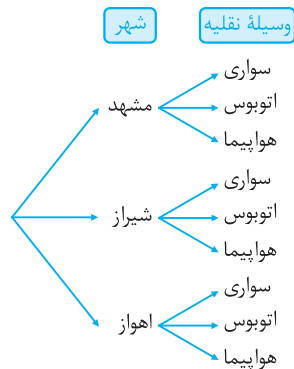 شهر
وسیلهٔ نقلیه
سواری
مشهد
اتوبوس
هواپیما
سواری
شیراز
اتوبوس
هواپیما
سواری
اهواز
اتوبوس
هواپیما